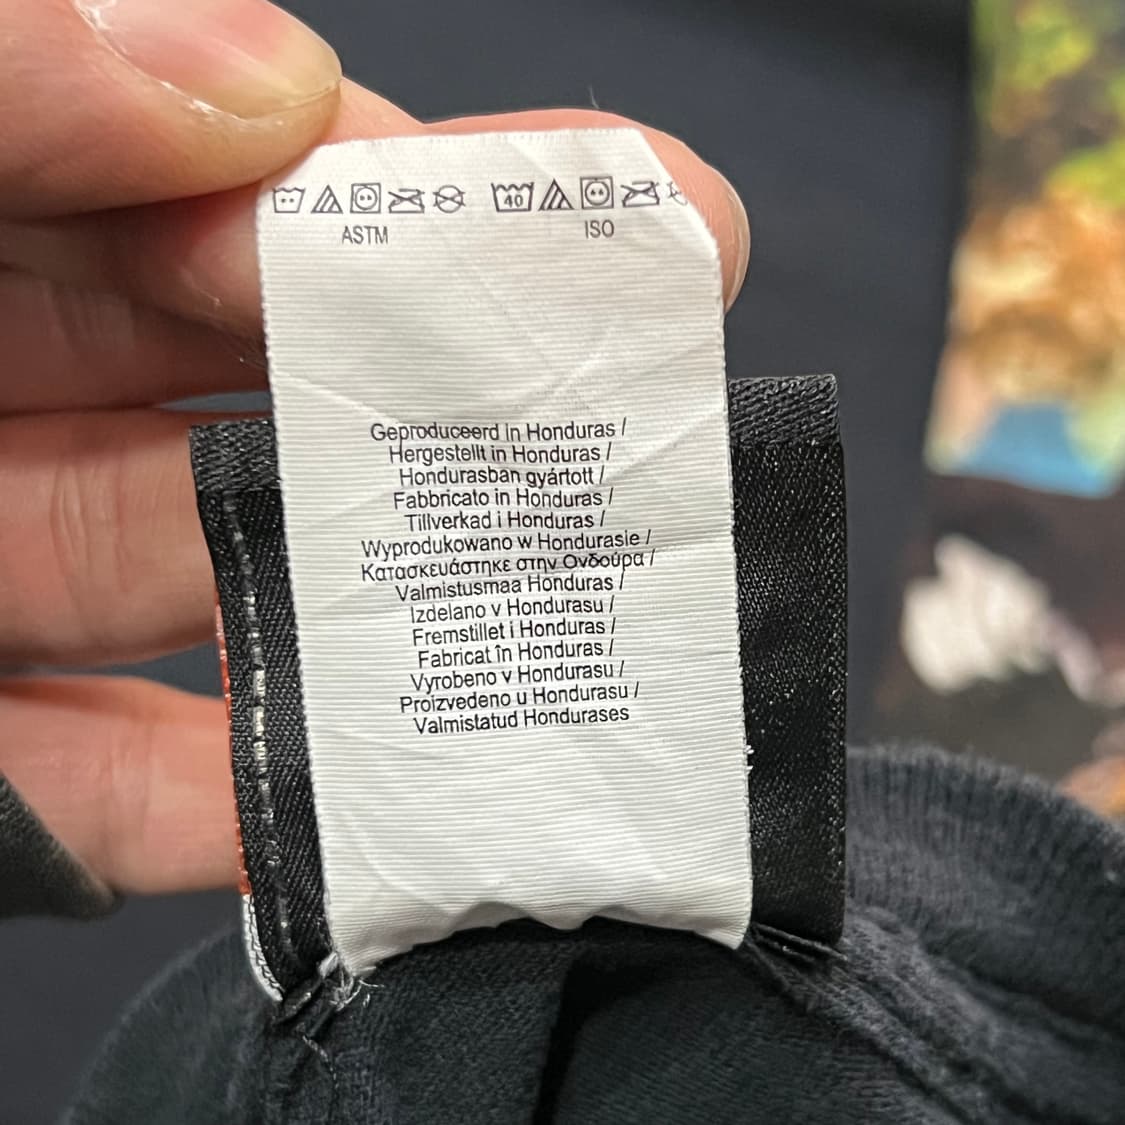 40
ASTM
ISO
Geproduceerd in Honduras /
Hergestellt in Honduras /
Hondurasban gyártott /
Fabbricato in Honduras /
Tillverkad i Honduras /
Wyprodukowano w Hondurasie /
Κατασκευάστηκε στην Ονδούρα /
Valmistusmaa Honduras /
Izdelano v Hondurasu /
Fremstillet i Honduras /
Fabricat în Honduras /
Vyrobeno v Hondurasu /
Proizvedeno u Hondurasu /
Valmistatud Hondurases